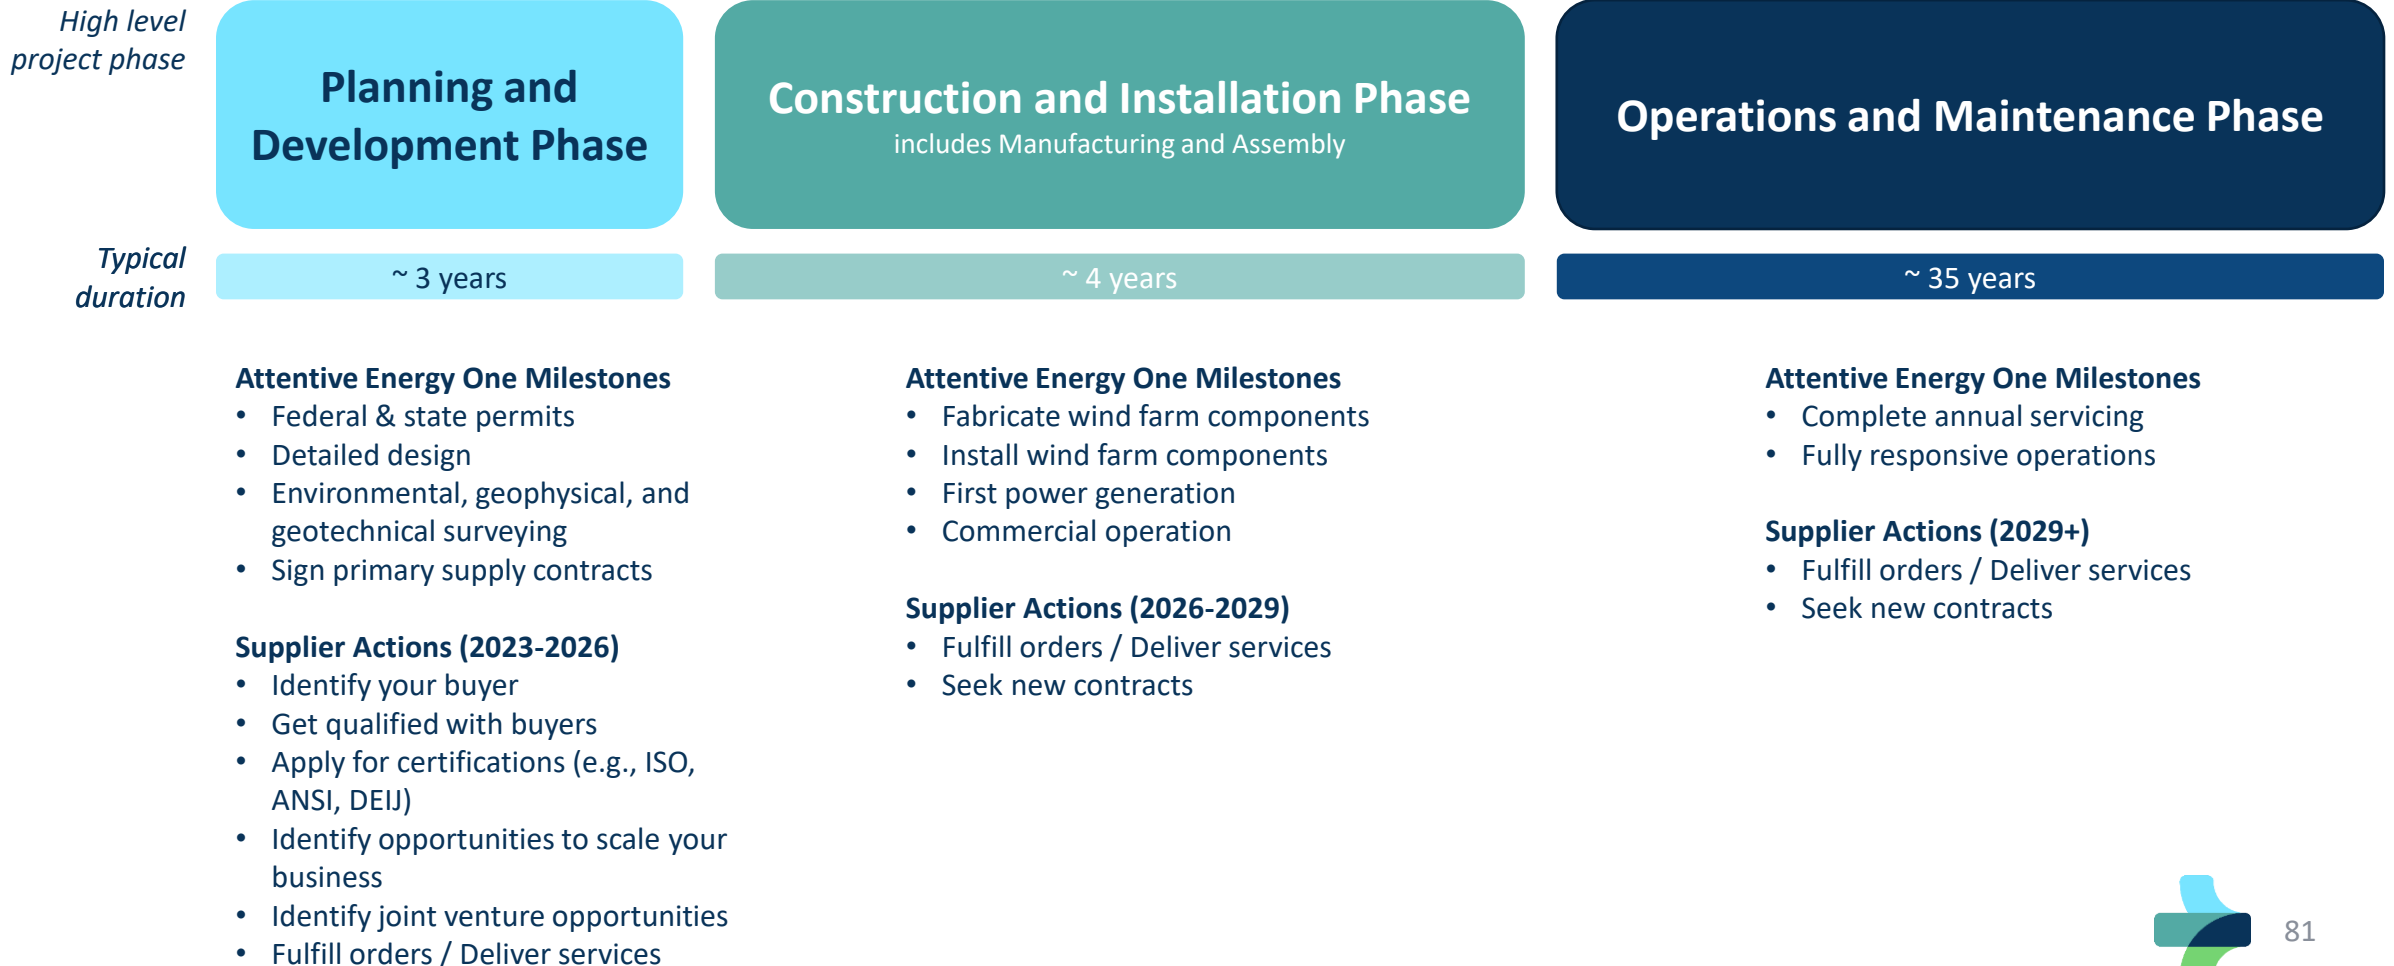 High level
project phase
Planning and
Development Phase
Construction and Installation Phase
includes Manufacturing and Assembly
Operations and Maintenance Phase
Typical
duration
~ 3 years
~ 4 years
~ 35 years
Attentive Energy One Milestones
• Federal & state permits
• Detailed design
• Environmental, geophysical, and
geotechnical surveying
• Sign primary supply contracts
Supplier Actions (2023-2026)
• Identify your buyer
• Get qualified with buyers
• Apply for certifications (e.g., ISO,
ANSI, DEIJ)
• Identify opportunities to scale your
business
• Identify joint venture opportunities
• Fulfill orders / Deliver services
Attentive Energy One Milestones
• Fabricate wind farm components
• Install wind farm components
• First power generation
• Commercial operation
Supplier Actions (2026-2029)
• Fulfill orders / Deliver services
• Seek new contracts
Attentive Energy One Milestones
• Complete annual servicing
• Fully responsive operations
Supplier Actions (2029+)
• Fulfill orders / Deliver services
• Seek new contracts
81